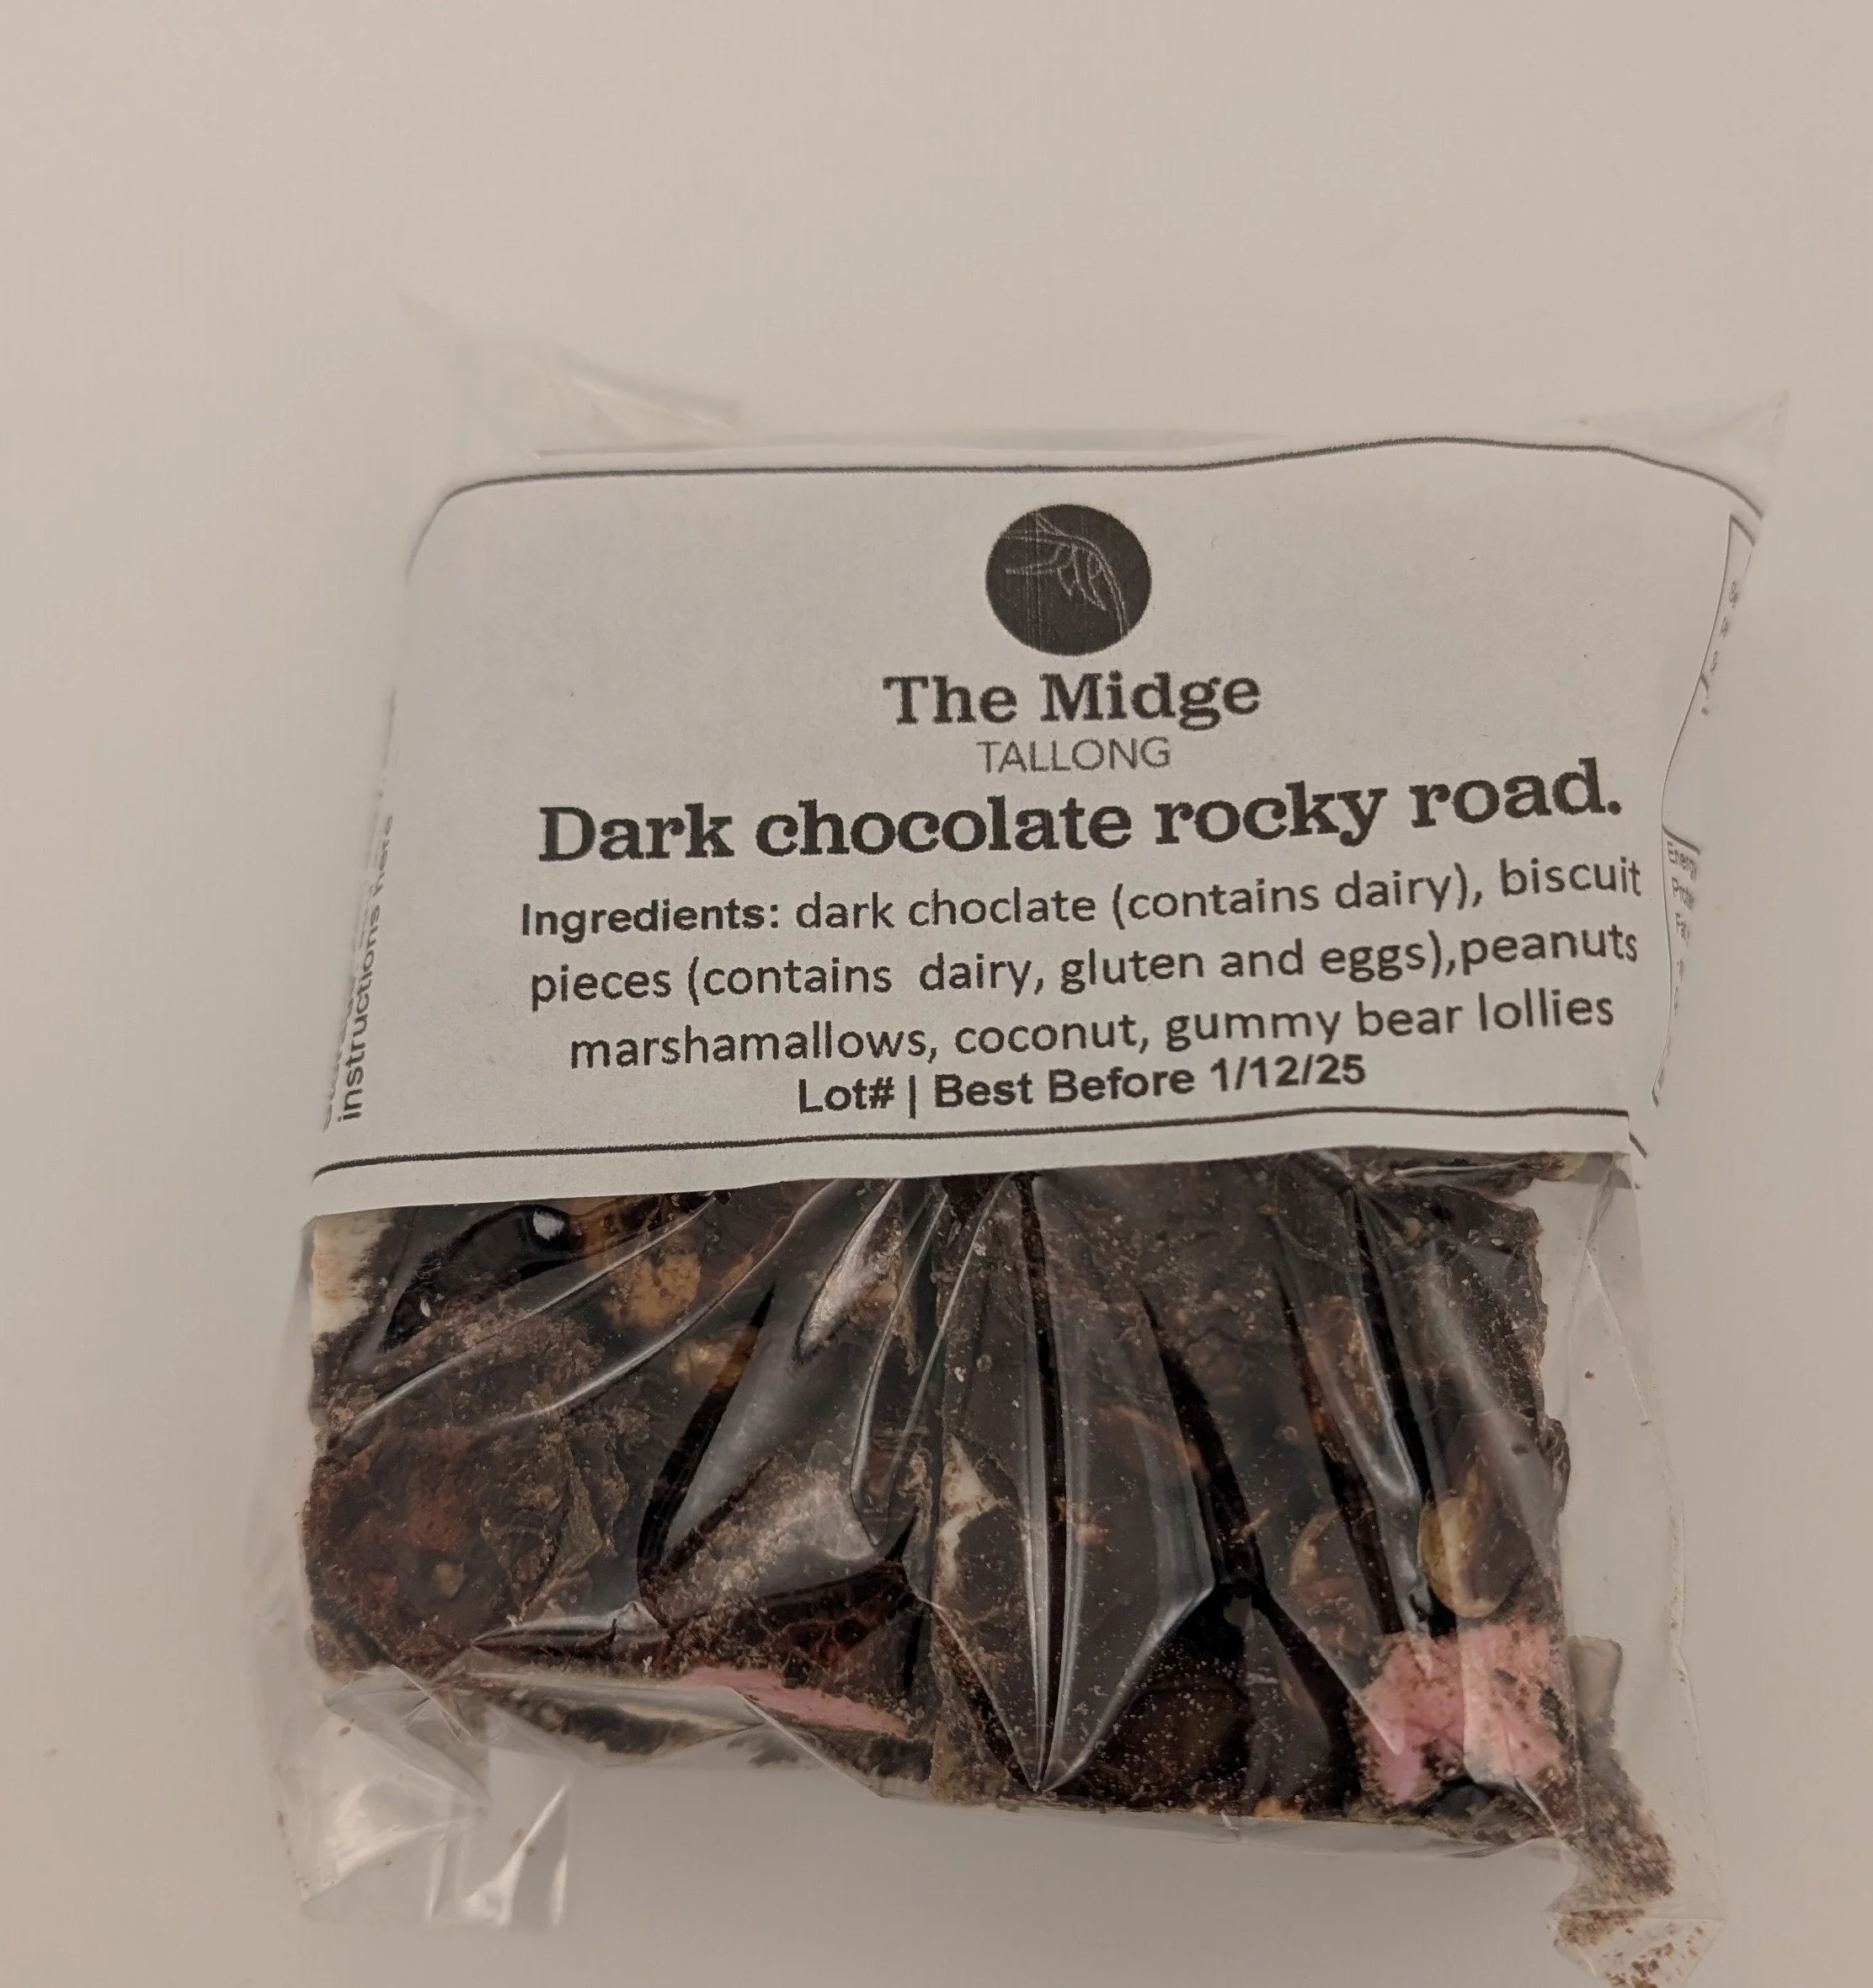 The Midge
TALLONG
Dark chocolate rocky road.
Ingredients: dark choclate (contains dairy), biscuit
pieces (contains dairy, gluten and eggs),peanuts
marshamallows, coconut, gummy bear lollies
Lot# | Best Before 1/12/25
instructions here
Energy